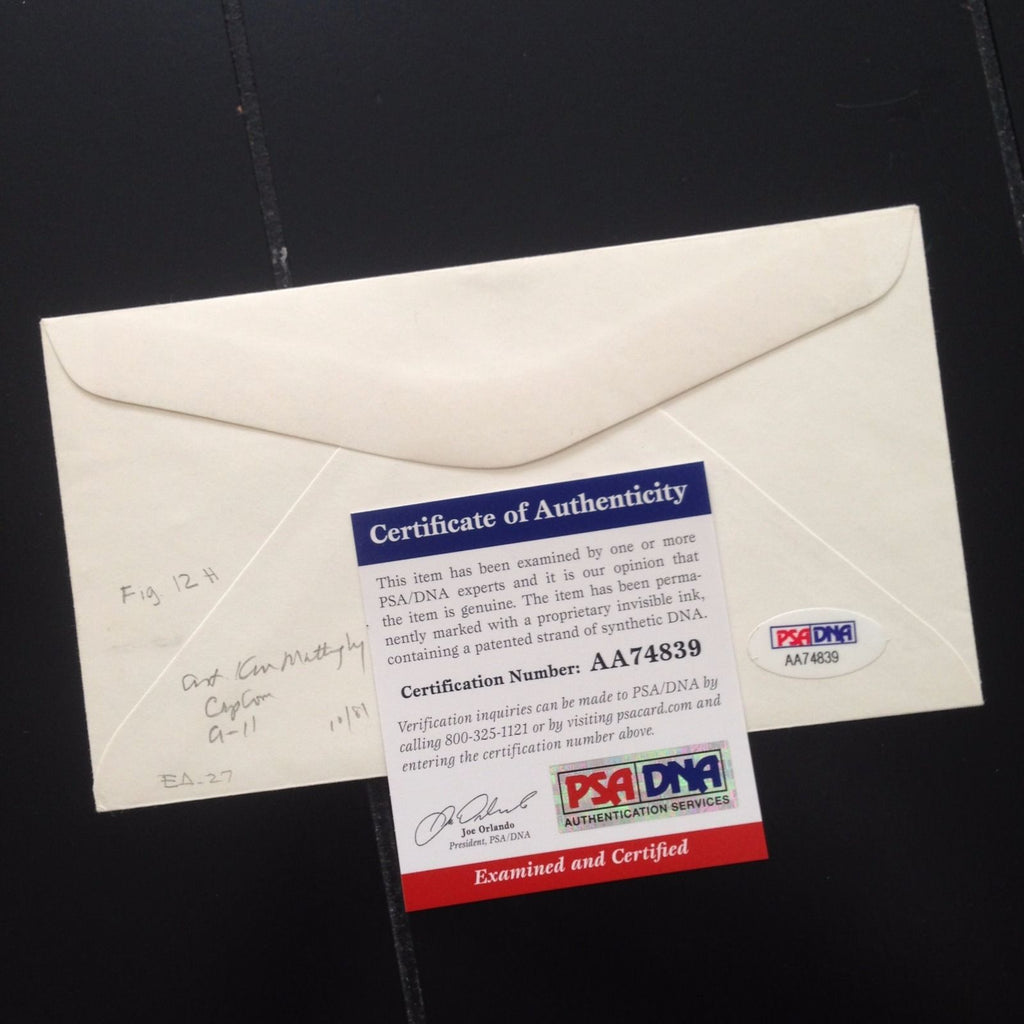 Certificate of Authenticity
This item has been examined by one or more
PSA/DNA experts and it is our opinion that
the item is genuine. The item has been perma-
nently marked with a proprietary invisible ink,
containing a patented strand of synthetic DNA.
Certification Number: AA74839
Verification inquiries can be made to PSA/DNA by
calling 800-325-1121 or by visiting psacard.com and
entering the certification number above.
Joe Orlando
President, PSA/DNA
PSA DNA
AUTHENTICATION SERVICES
Examined and Certified
PSA DNA
AA74839
Fig. 12 H
Ken Mattingly
CapCom
a-11 10/81
EA-27